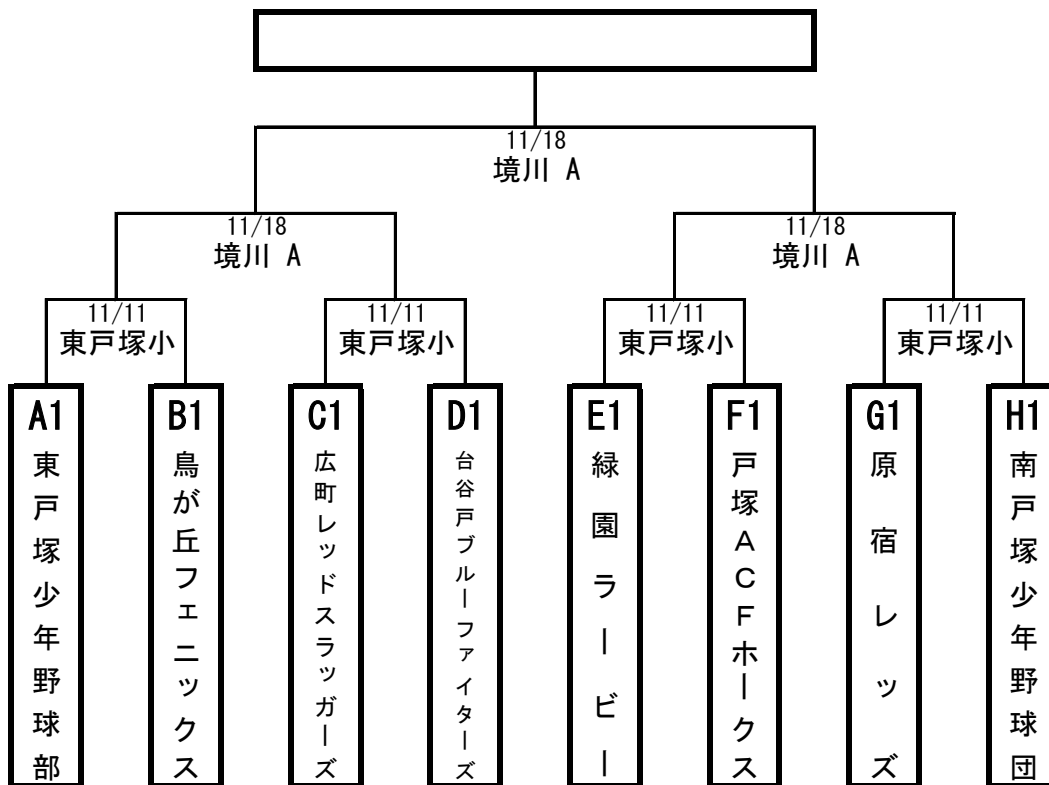 11/18
境川 A
11/18
境川 A
11/18
境川 A
11/11
東戸塚小
11/11
東戸塚小
11/11
東戸塚小
11/11
東戸塚小
A1
東戸塚少年野球部
B1
鳥が丘フェニックス
C1
広町レッドスラッガーズ
D1
台谷戸ブルーファイターズ
E1
緑園ラービー
F1
戸塚ACFホークス
G1
原宿レッズ
H1
南戸塚少年野球団